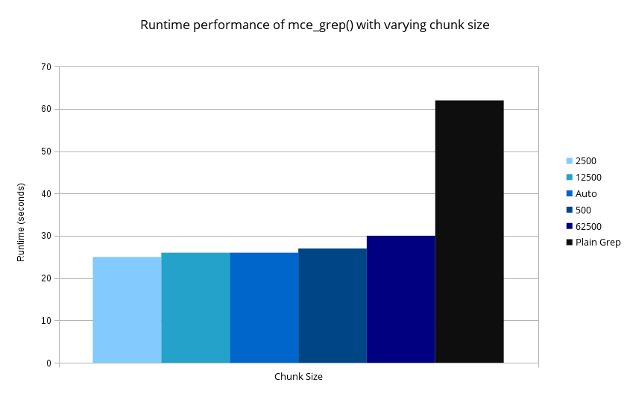 Runtime performance of mce_grep() with varying chunk size
70
60
50
40
30
20
10
0
Runtime (seconds)
Chunk Size
2500
12500
Auto
500
62500
Plain Grep